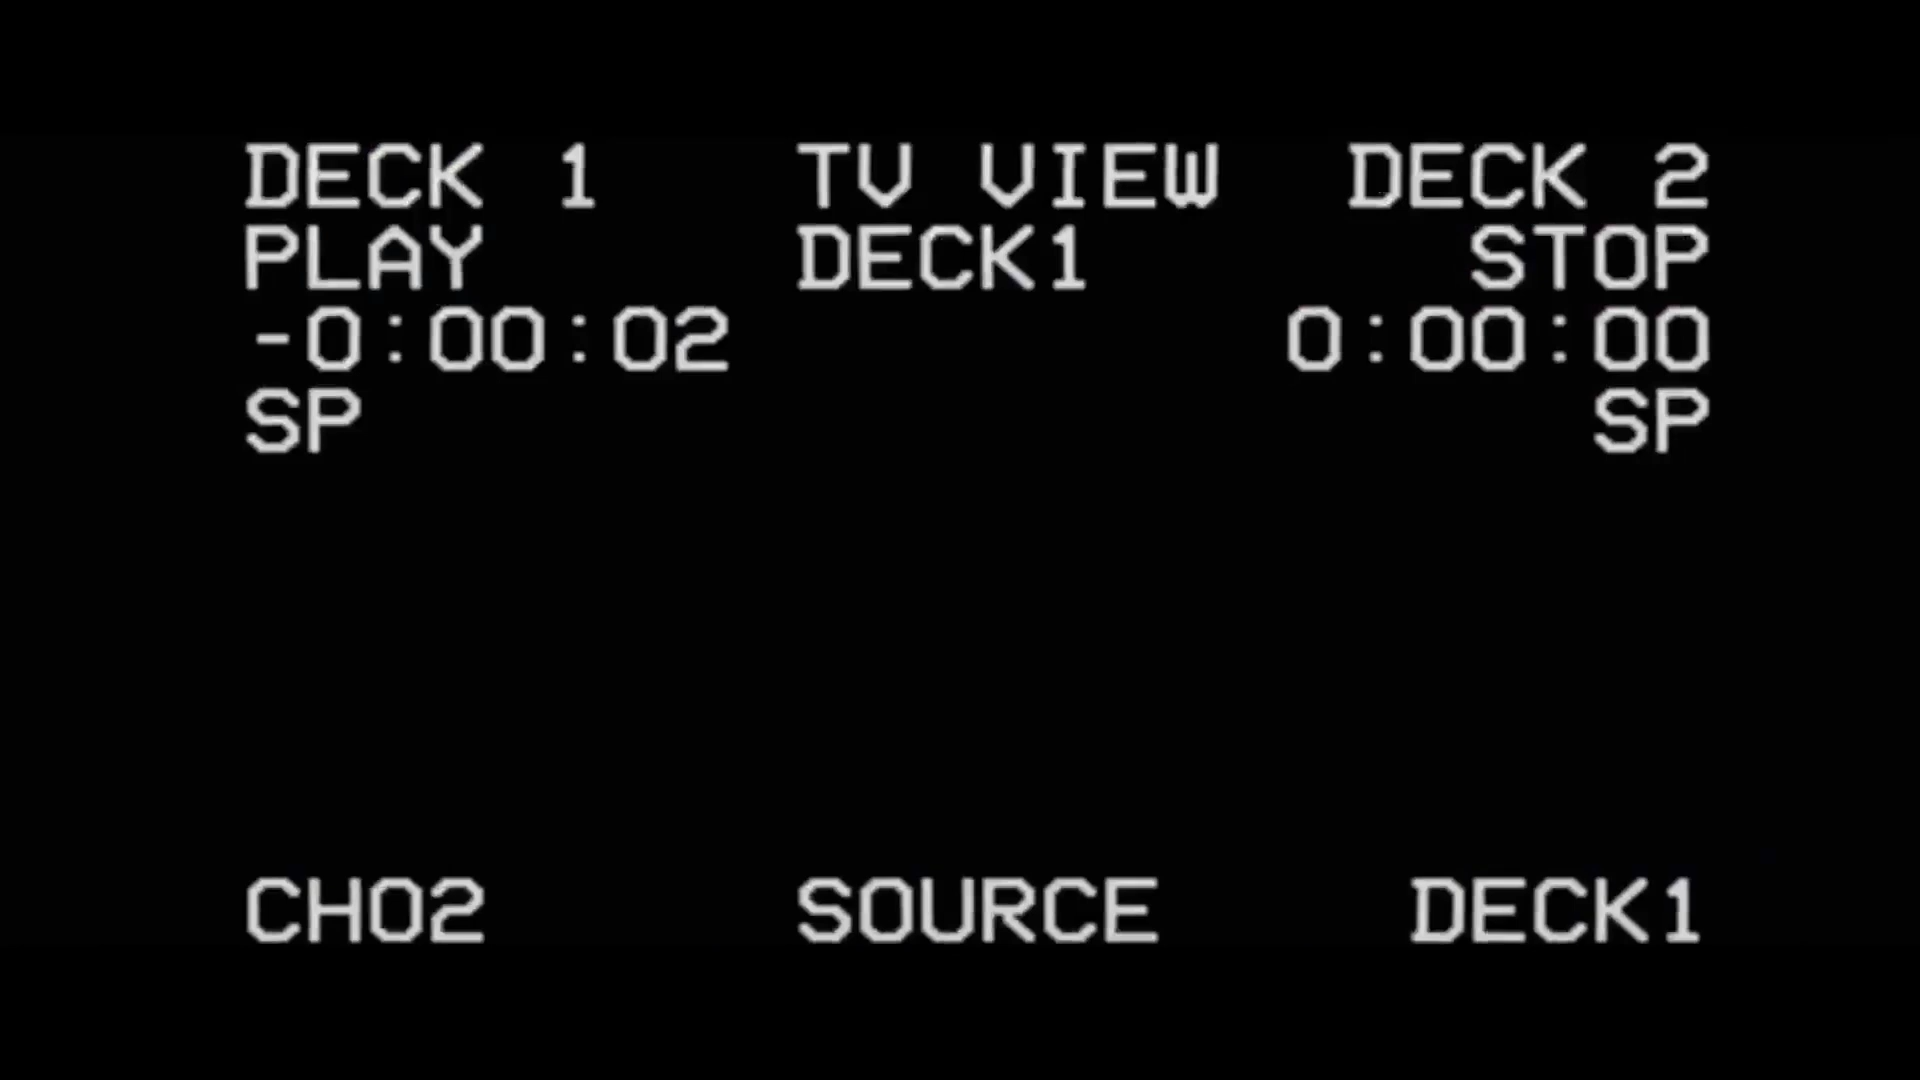 DECK 1 TV VIEW DECK 2
PLAY DECK1 STOP
-0:00:02 0:00:00
SP SP
CH02 SOURCE DECK1